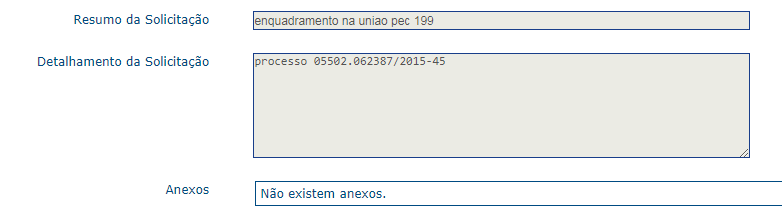 Resumo da Solicitação enquadramento na uniao pec 199
Detalhamento da Solicitação processo 05502.062387/2015-45
Anexos Não existem anexos.